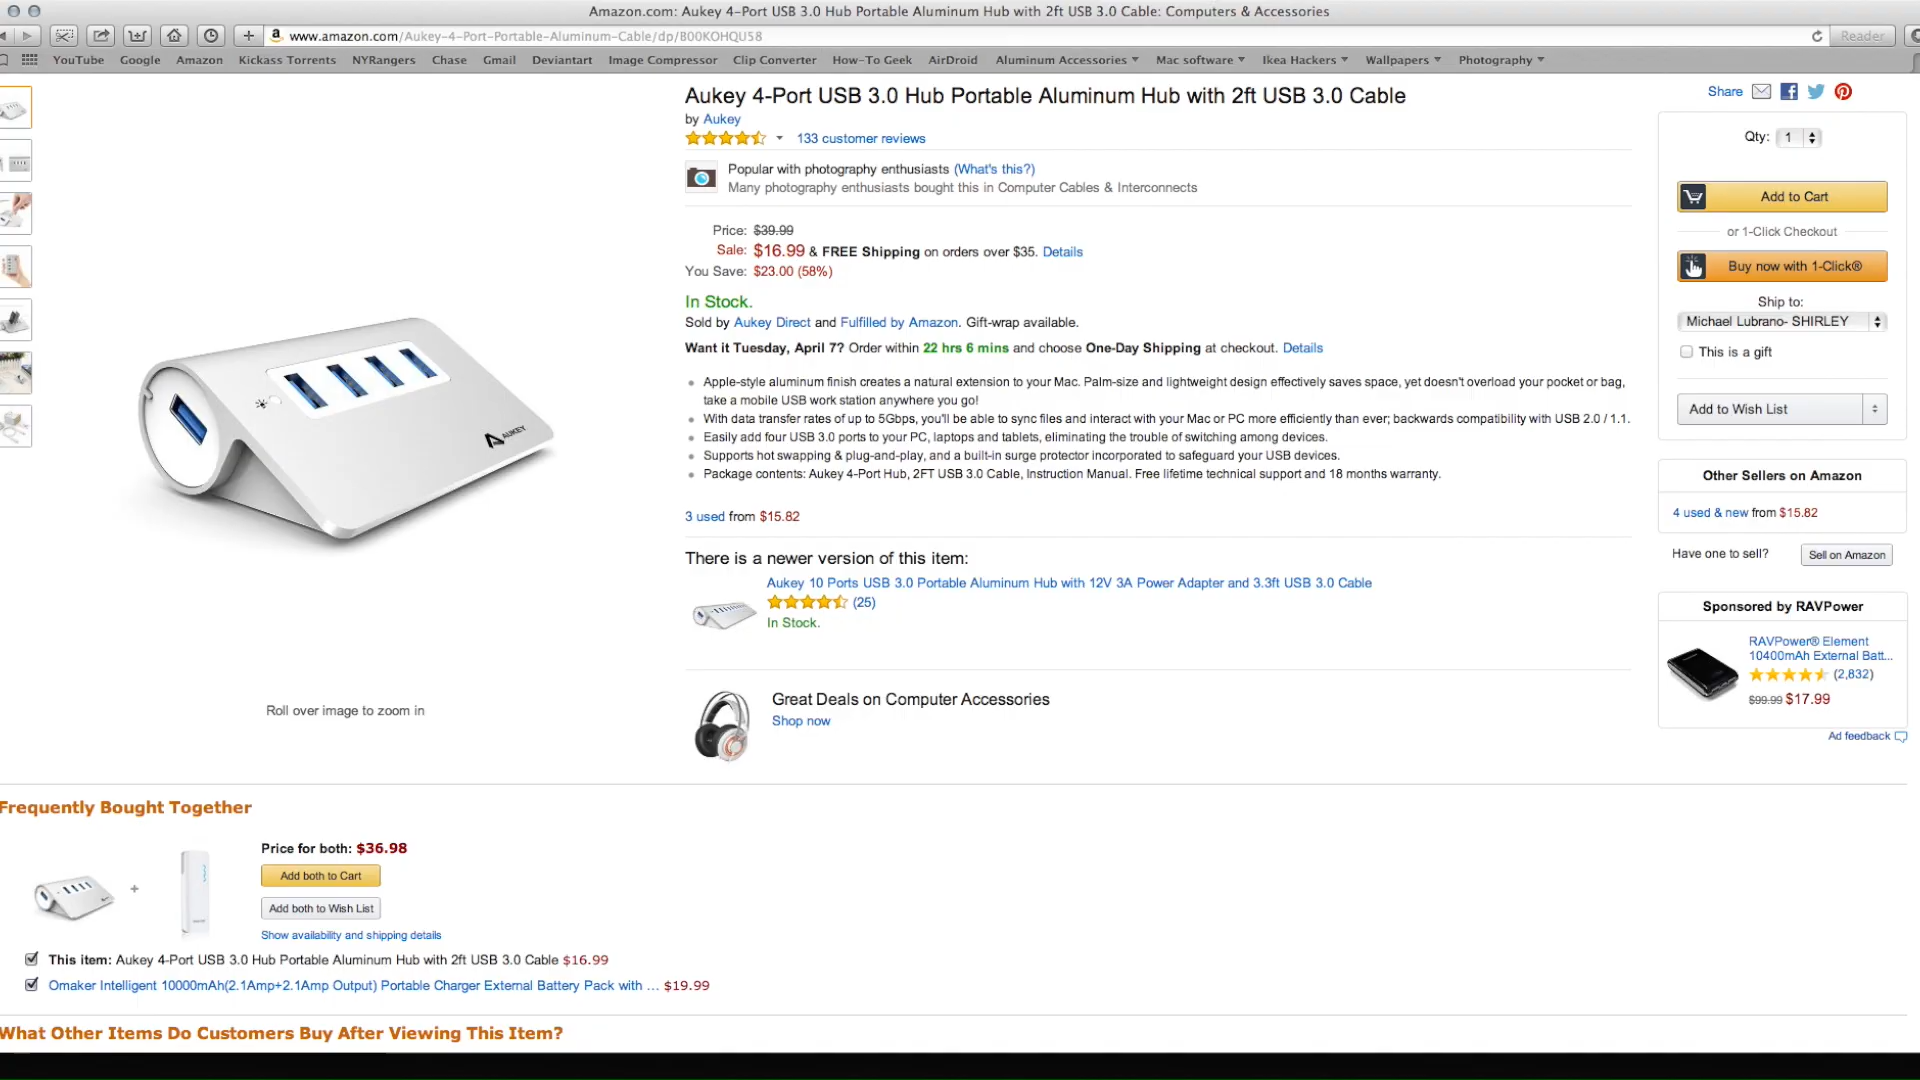 Amazon.com: Aukey 4-Port USB 3.0 Hub Portable Aluminum Hub with 2ft USB 3.0 Cable: Computers & Accessories
www.amazon.com/Aukey-4-Port-Portable-Aluminum-Cable/dp/B00KOHQU58
Reader
YouTube Google Amazon Kickass Torrents NYRangers Chase Gmail Deviantart Image Compressor Clip Converter How-To Geek AirDroid Aluminum Accessories Mac software Ikea Hackers Wallpapers Photography
Aukey 4-Port USB 3.0 Hub Portable Aluminum Hub with 2ft USB 3.0 Cable
by Aukey
133 customer reviews
Popular with photography enthusiasts (What's this?)
Many photography enthusiasts bought this in Computer Cables & Interconnects
Price: $39.99
Sale: $16.99 & FREE Shipping on orders over $35. Details
You Save: $23.00 (58%)
In Stock.
Sold by Aukey Direct and Fulfilled by Amazon. Gift-wrap available.
Want it Tuesday, April 7? Order within 22 hrs 6 mins and choose One-Day Shipping at checkout. Details
Apple-style aluminum finish creates a natural extension to your Mac. Palm-size and lightweight design effectively saves space, yet doesn't overload your pocket or bag,
take a mobile USB work station anywhere you go!
With data transfer rates of up to 5Gbps, you'll be able to sync files and interact with your Mac or PC more efficiently than ever; backwards compatibility with USB 2.0 / 1.1.
Easily add four USB 3.0 ports to your PC, laptops and tablets, eliminating the trouble of switching among devices.
Supports hot swapping & plug-and-play, and a built-in surge protector incorporated to safeguard your USB devices.
Package contents: Aukey 4-Port Hub, 2FT USB 3.0 Cable, Instruction Manual. Free lifetime technical support and 18 months warranty.
3 used from $15.82
There is a newer version of this item:
Aukey 10 Ports USB 3.0 Portable Aluminum Hub with 12V 3A Power Adapter and 3.3ft USB 3.0 Cable
(25)
In Stock.
Great Deals on Computer Accessories
Shop now
AUKEY
Roll over image to zoom in
Share
Qty: 1
Add to Cart
or 1-Click Checkout
Buy now with 1-Click®
Ship to:
Michael Lubrano- SHIRLEY
This is a gift
Add to Wish List
Other Sellers on Amazon
4 used & new from $15.82
Have one to sell? Sell on Amazon
Sponsored by RAVPower
RAVPower® Element
10400mAh External Batt...
(2,832)
$99.99 $17.99
Ad feedback
Frequently Bought Together
Price for both: $36.98
+
Add both to Cart
Add both to Wish List
Show availability and shipping details
This item: Aukey 4-Port USB 3.0 Hub Portable Aluminum Hub with 2ft USB 3.0 Cable $16.99
Omaker Intelligent 10000mAh(2.1Amp+2.1Amp Output) Portable Charger External Battery Pack with ... $19.99
What Other Items Do Customers Buy After Viewing This Item?